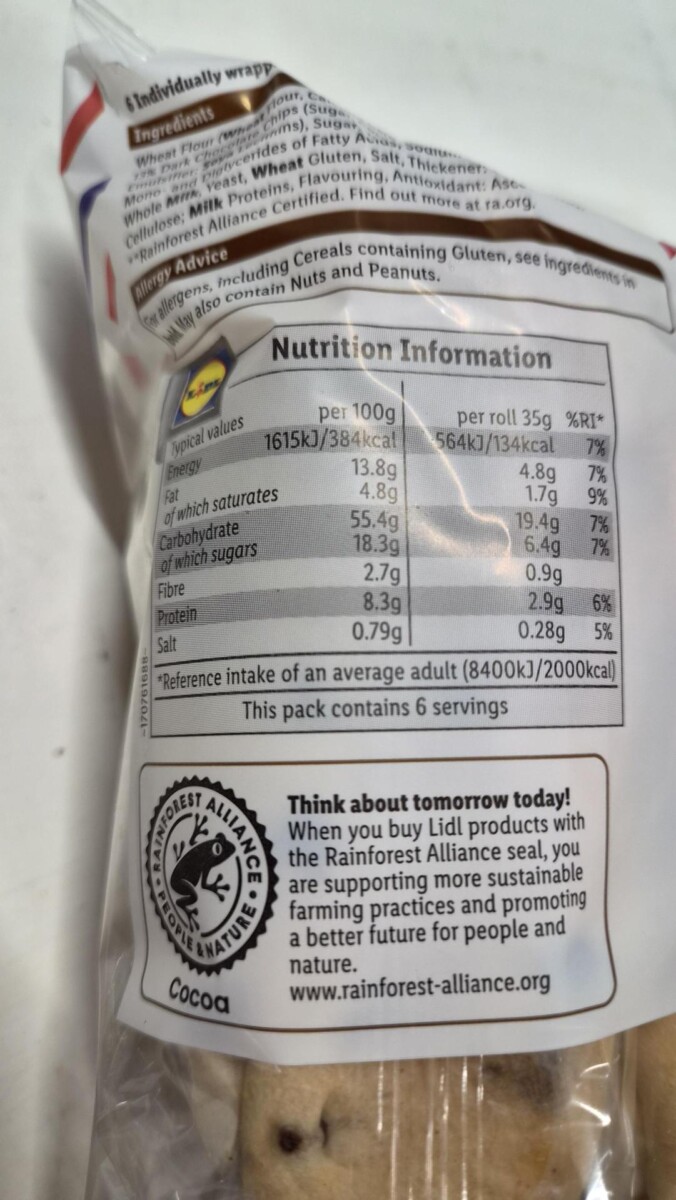 6 Individually wrapp
Ingredients
Wheat Flour (Wheat Flour, Ca
17% Dark Chocolate Chips (Suga
Sugar
Mono- and Diglycerides of Fatty Acids, Sodium
Whole Milk, Yeast, Wheat Gluten, Salt, Thickener:
Cellulose; Milk Proteins, Flavouring, Antioxidant: Asc
**Rainforest Alliance Certified. Find out more at ra.org.
Allergy Advice
For allergens, including Cereals containing Gluten, see ingredients in
May also contain Nuts and Peanuts.
Nutrition Information
LIDL
Typical values per 100g per roll 35g %RI*
Energy 1615kJ/384kcal 564kJ/134kcal 7%
Fat 13.8g 4.8g 7%
of which saturates 4.8g 1.7g 9%
Carbohydrate 55.4g 19.4g 7%
of which sugars 18.3g 6.4g 7%
Fibre 2.7g 0.9g
Protein 8.3g 2.9g 6%
Salt 0.79g 0.28g 5%
*Reference intake of an average adult (8400kJ/2000kcal)
This pack contains 6 servings
RAINFOREST ALLIANCE
PEOPLE & NATURE
Cocoa
Think about tomorrow today!
When you buy Lidl products with
the Rainforest Alliance seal, you
are supporting more sustainable
farming practices and promoting
a better future for people and
nature.
www.rainforest-alliance.org